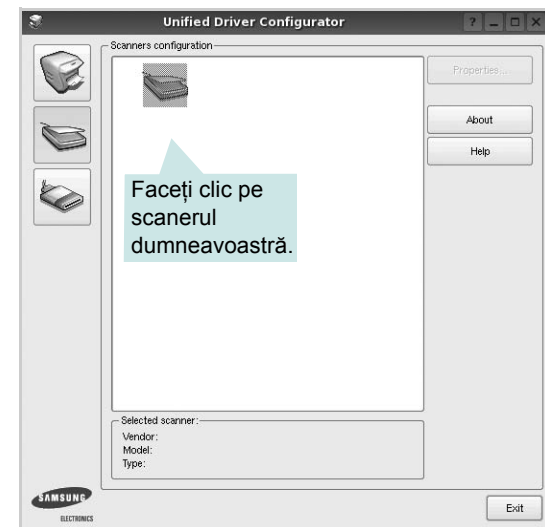 Unified Driver Configurator
Scanners configuration
Properties...
About
Help
Faceți clic pe
scanerul
dumneavoastră.
Selected scanner:
Vendor:
Model:
Type:
SAMSUNG
ELECTRONICS
Exit